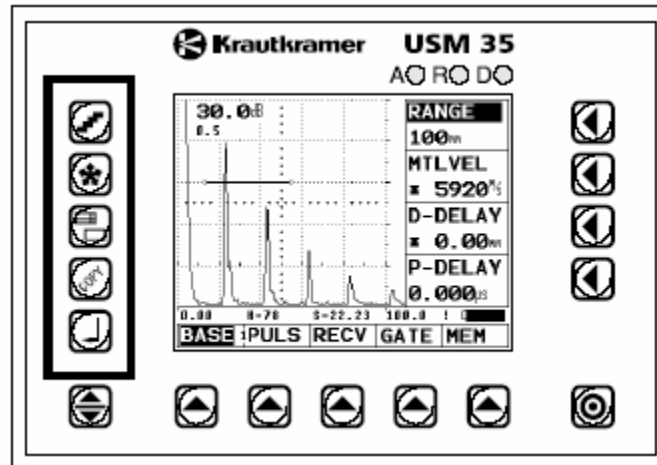 Krautkramer USM 35
A R D
30.0dB
0.5
RANGE
100mm
MTLVEL
5920m/s
D-DELAY
0.00mm
P-DELAY
0.000µs
0.00 H=78 S=22.23 100.0 !
BASE PULS RECV GATE MEM
COPY